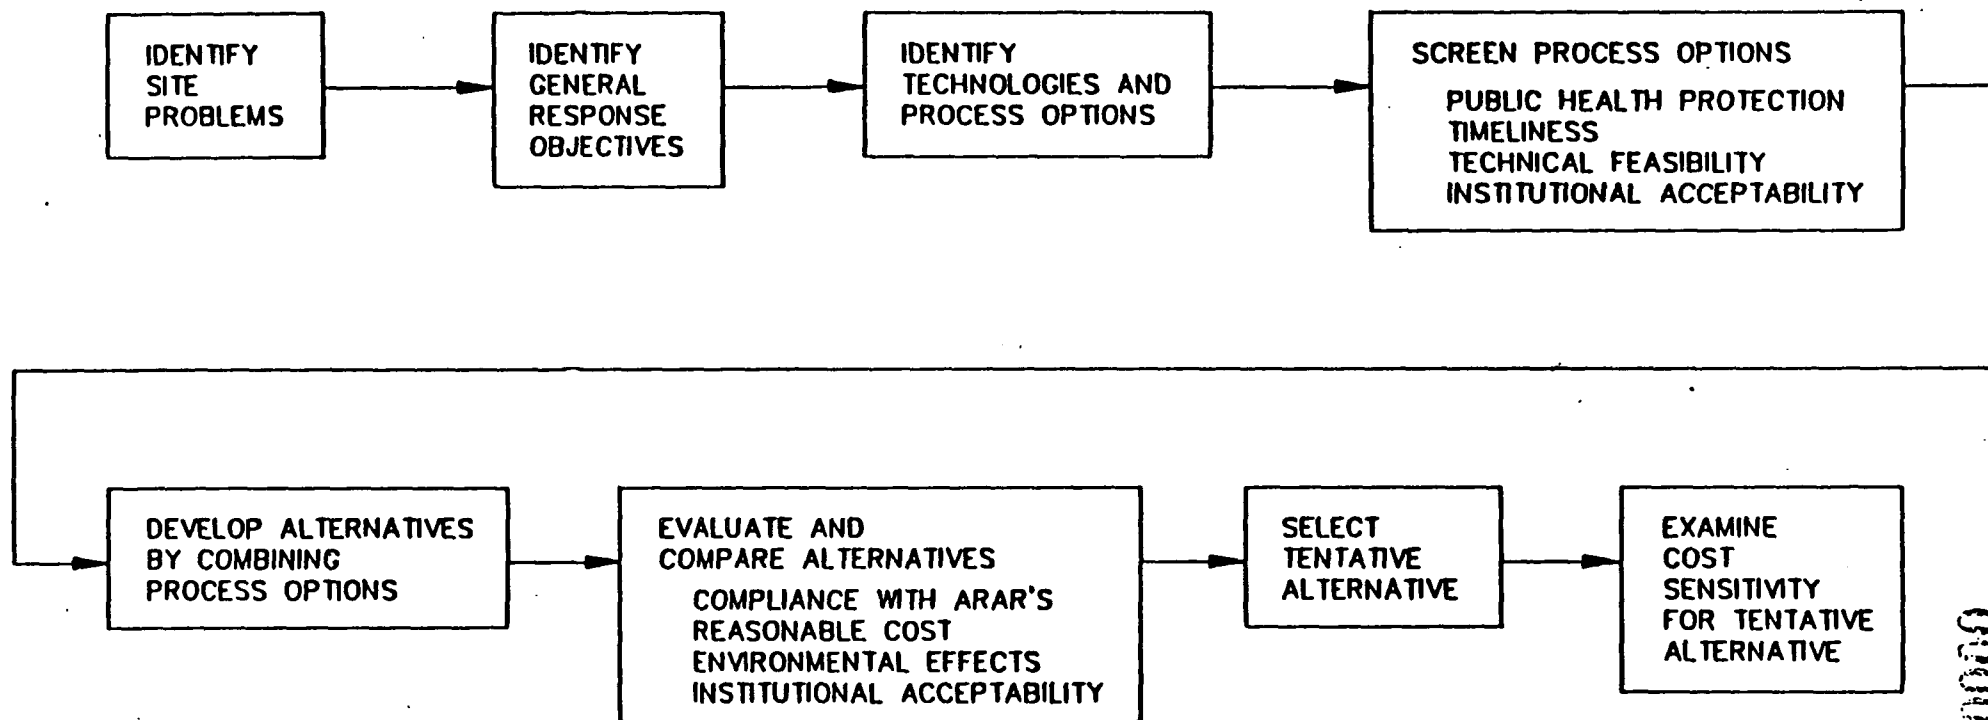 IDENTIFY
SITE
PROBLEMS
IDENTIFY
GENERAL
RESPONSE
OBJECTIVES
IDENTIFY
TECHNOLOGIES AND
PROCESS OPTIONS
SCREEN PROCESS OPTIONS
PUBLIC HEALTH PROTECTION
TIMELINESS
TECHNICAL FEASIBILITY
INSTITUTIONAL ACCEPTABILITY
DEVELOP ALTERNATIVES
BY COMBINING
PROCESS OPTIONS
EVALUATE AND
COMPARE ALTERNATIVES
COMPLIANCE WITH ARAR'S
REASONABLE COST
ENVIRONMENTAL EFFECTS
INSTITUTIONAL ACCEPTABILITY
SELECT
TENTATIVE
ALTERNATIVE
EXAMINE
COST
SENSITIVITY
FOR TENTATIVE
ALTERNATIVE